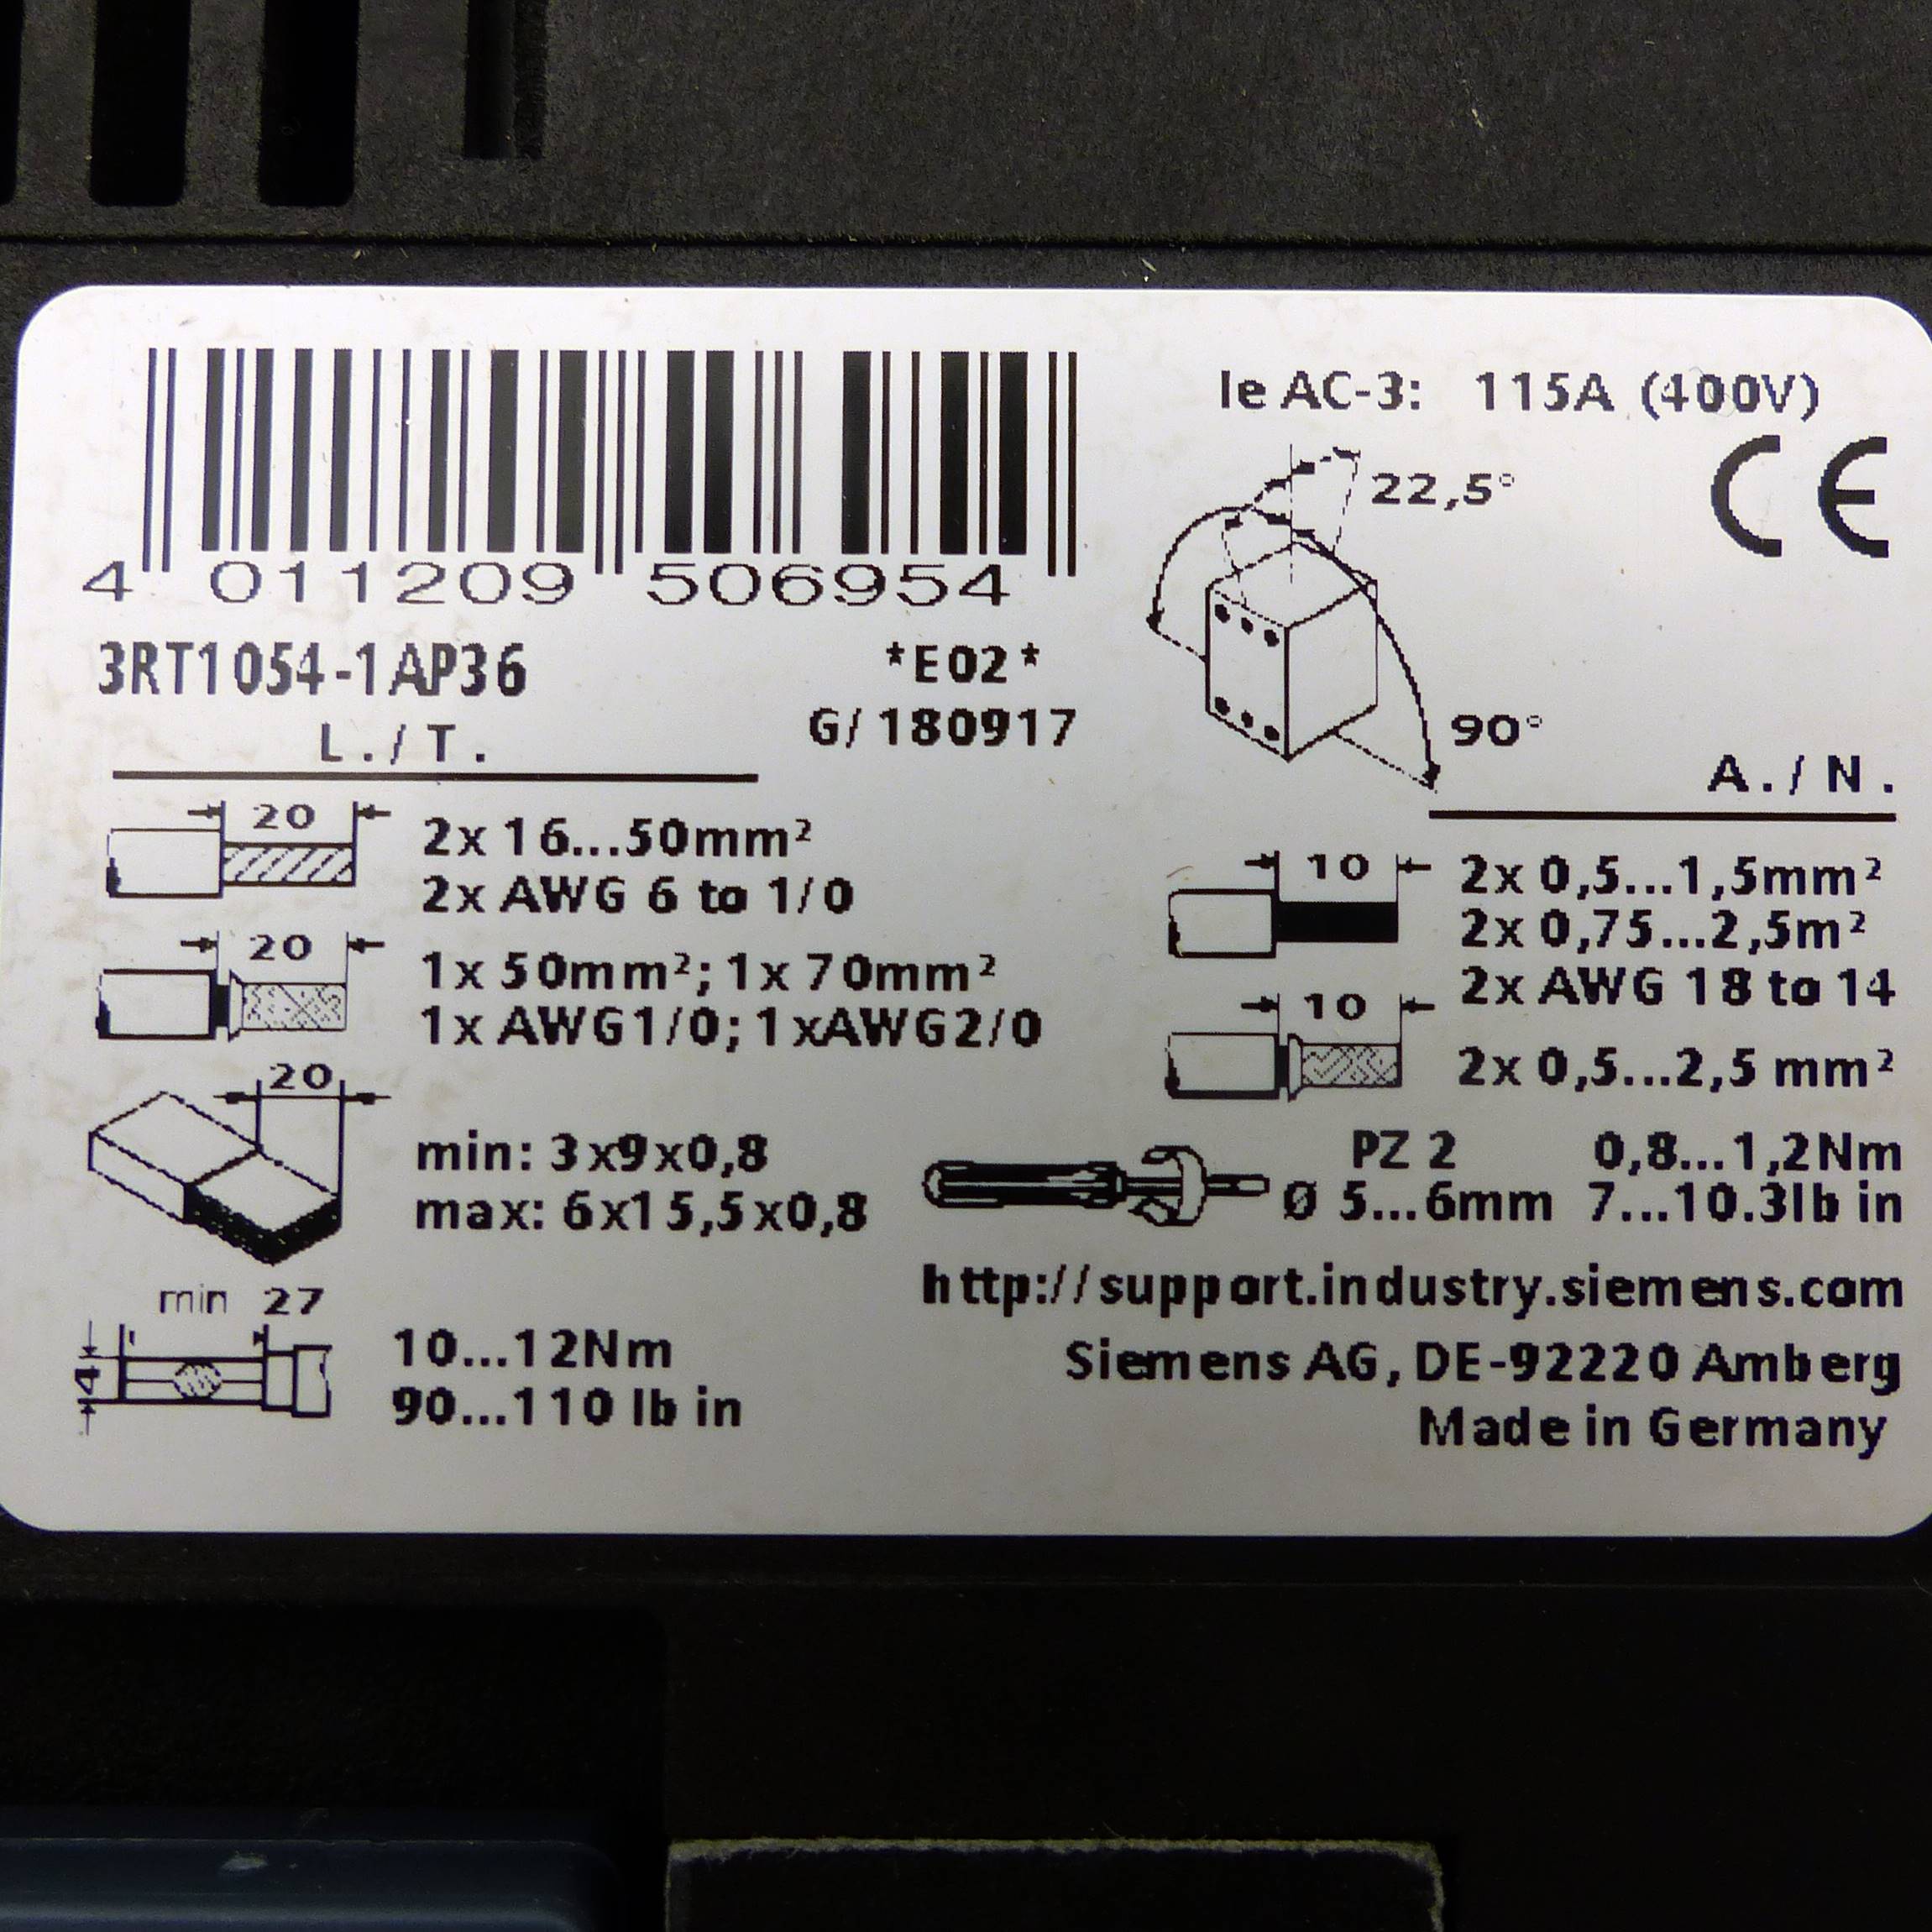 4 011209 506954
3RT1054-1AP36
*E02*
G/180917
L./T.
20
2x 16...50mm²
2x AWG 6 to 1/0
20
1x 50mm²; 1x 70mm²
1x AWG1/0; 1xAWG2/0
20
min: 3x9x0,8
max: 6x15,5x0,8
min 27
4
10...12Nm
90...110 lb in
Ie AC-3: 115A (400V)
22,5°
CE
90°
A./N.
10
2x 0,5...1,5mm²
2x 0,75...2,5m²
2x AWG 18 to 14
10
2x 0,5...2,5 mm²
PZ 2 0,8...1,2Nm
Ø 5...6mm 7...10.3lb in
http://support.industry.siemens.com
Siemens AG, DE-92220 Amberg
Made in Germany